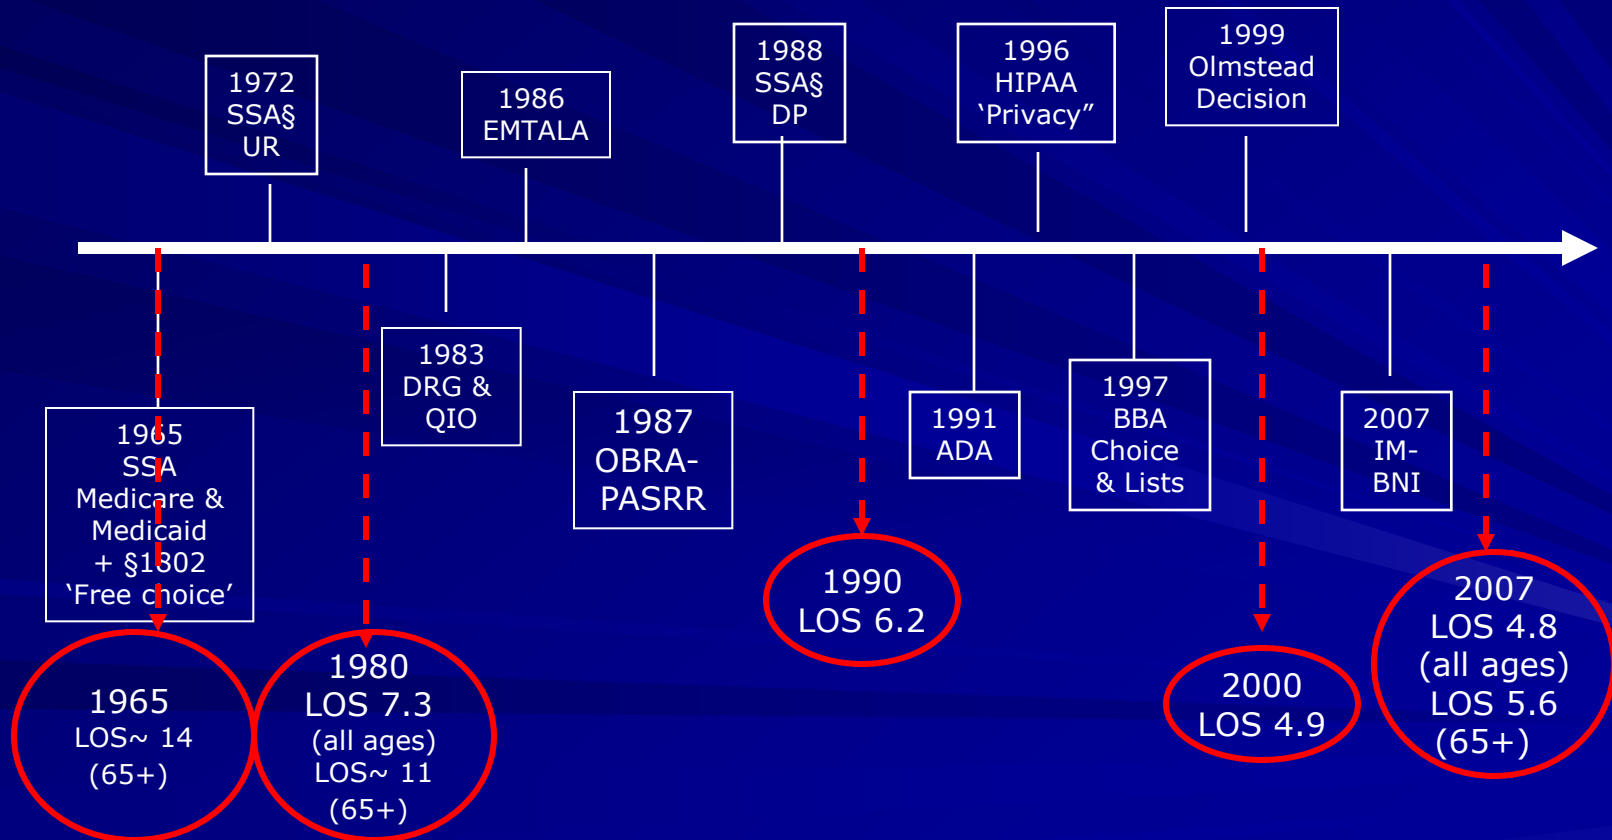 1972
SSA§
UR
1986
EMTALA
1988
SSA§
DP
1996
HIPAA
‘Privacy”
1999
Olmstead
Decision
1965
SSA
Medicare &
Medicaid
+ §1802
‘Free choice’
1983
DRG &
QIO
1987
OBRA-
PASRR
1991
ADA
1997
BBA
Choice
& Lists
2007
IM-
BNI
1965
LOS~ 14
(65+)
1980
LOS 7.3
(all ages)
LOS~ 11
(65+)
1990
LOS 6.2
2000
LOS 4.9
2007
LOS 4.8
(all ages)
LOS 5.6
(65+)